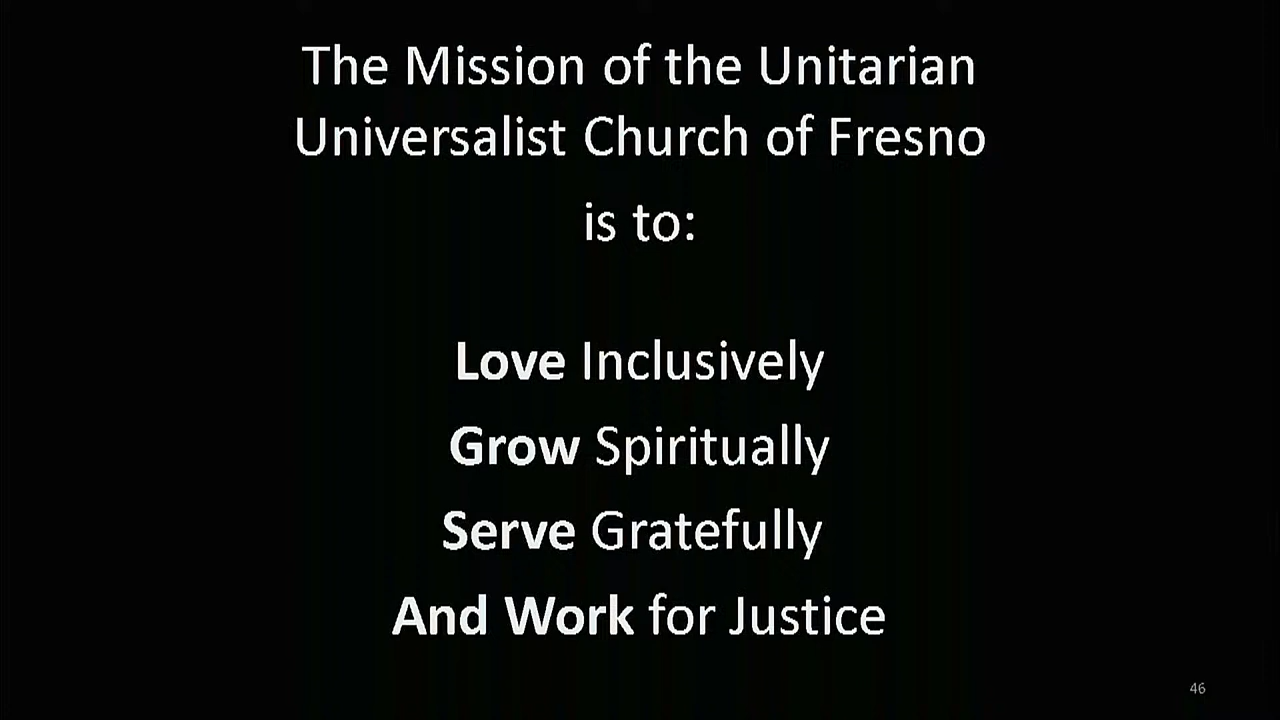 The Mission of the Unitarian
Universalist Church of Fresno
is to:
Love Inclusively
Grow Spiritually
Serve Gratefully
And Work for Justice
46